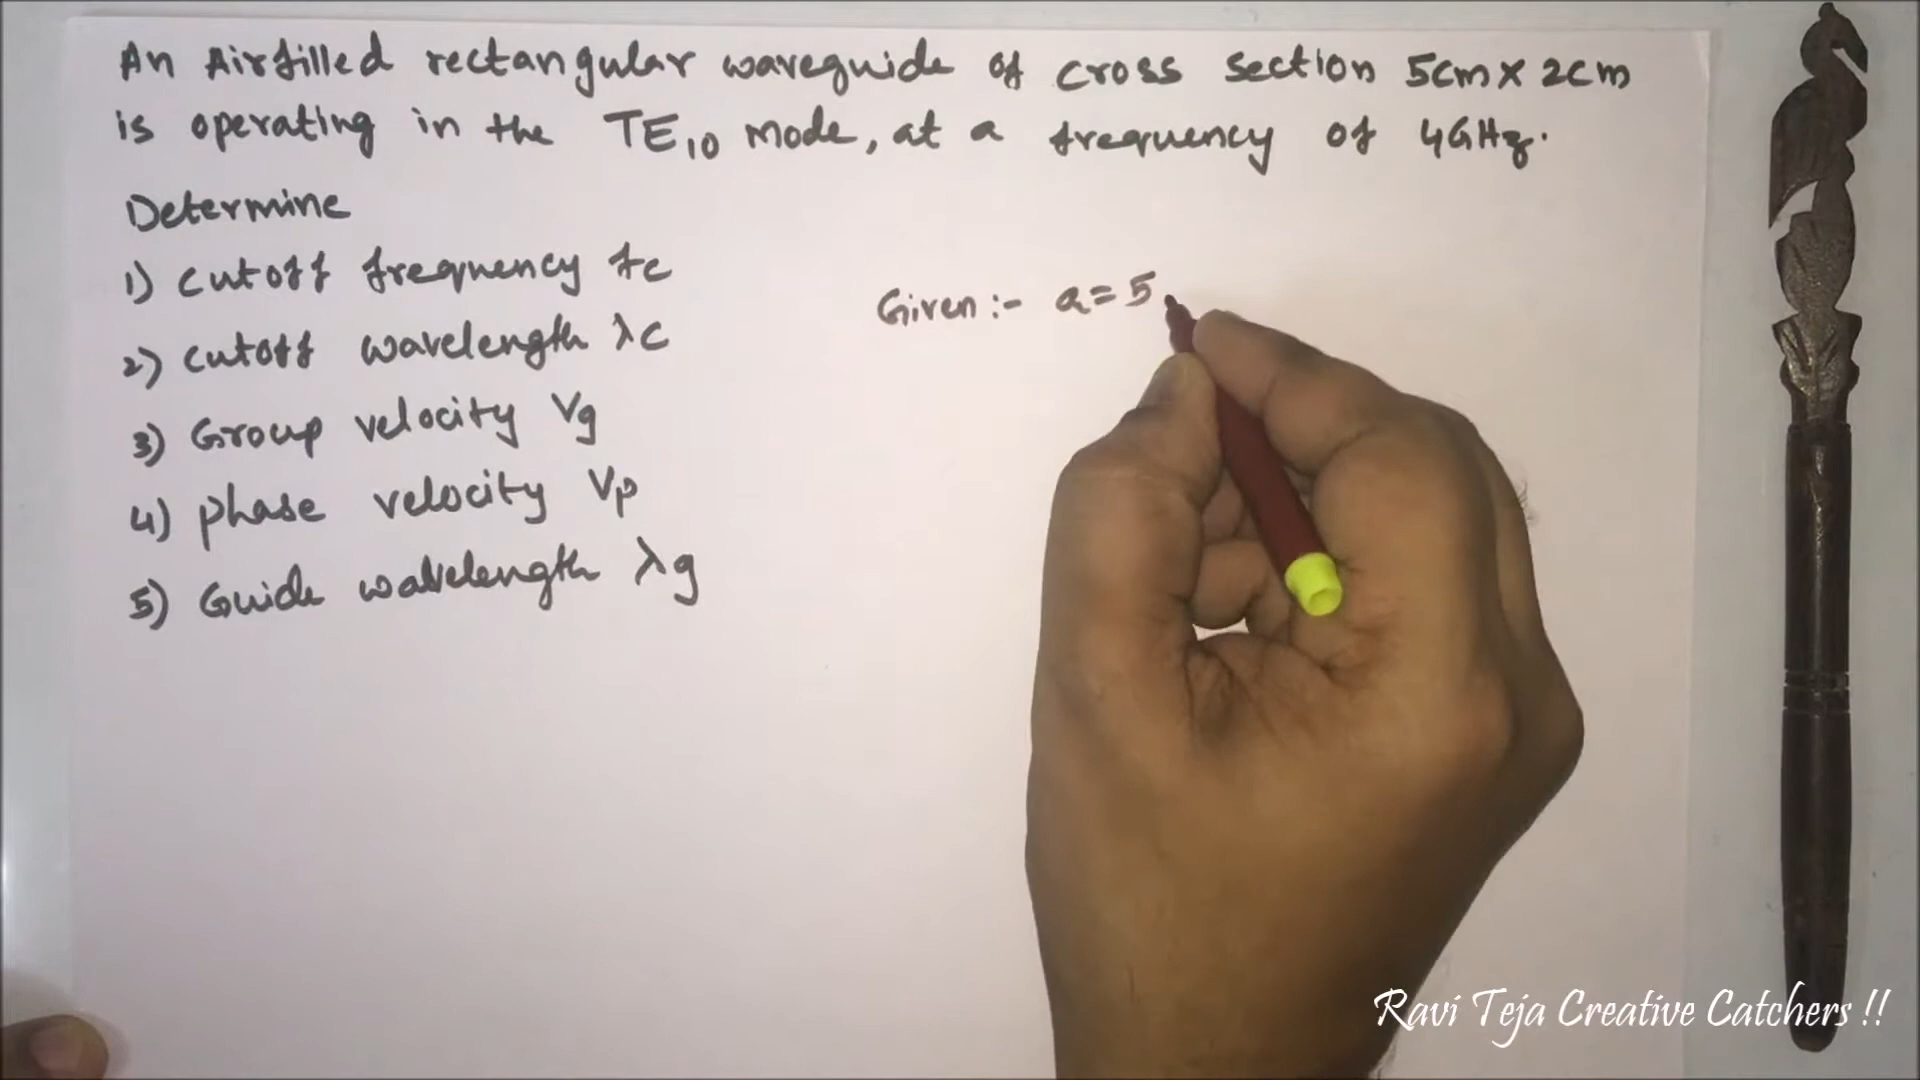 An Airfilled rectangular waveguide of cross section 5cm x 2cm
is operating in the TE10 mode, at a frequency of 4GHz.
Determine
1) cutoff frequency fc
2) cutoff wavelength λc
3) Group velocity Vg
4) phase velocity Vp
5) Guide wavelength λg
Given :- a = 5
Ravi Teja Creative Catchers !!